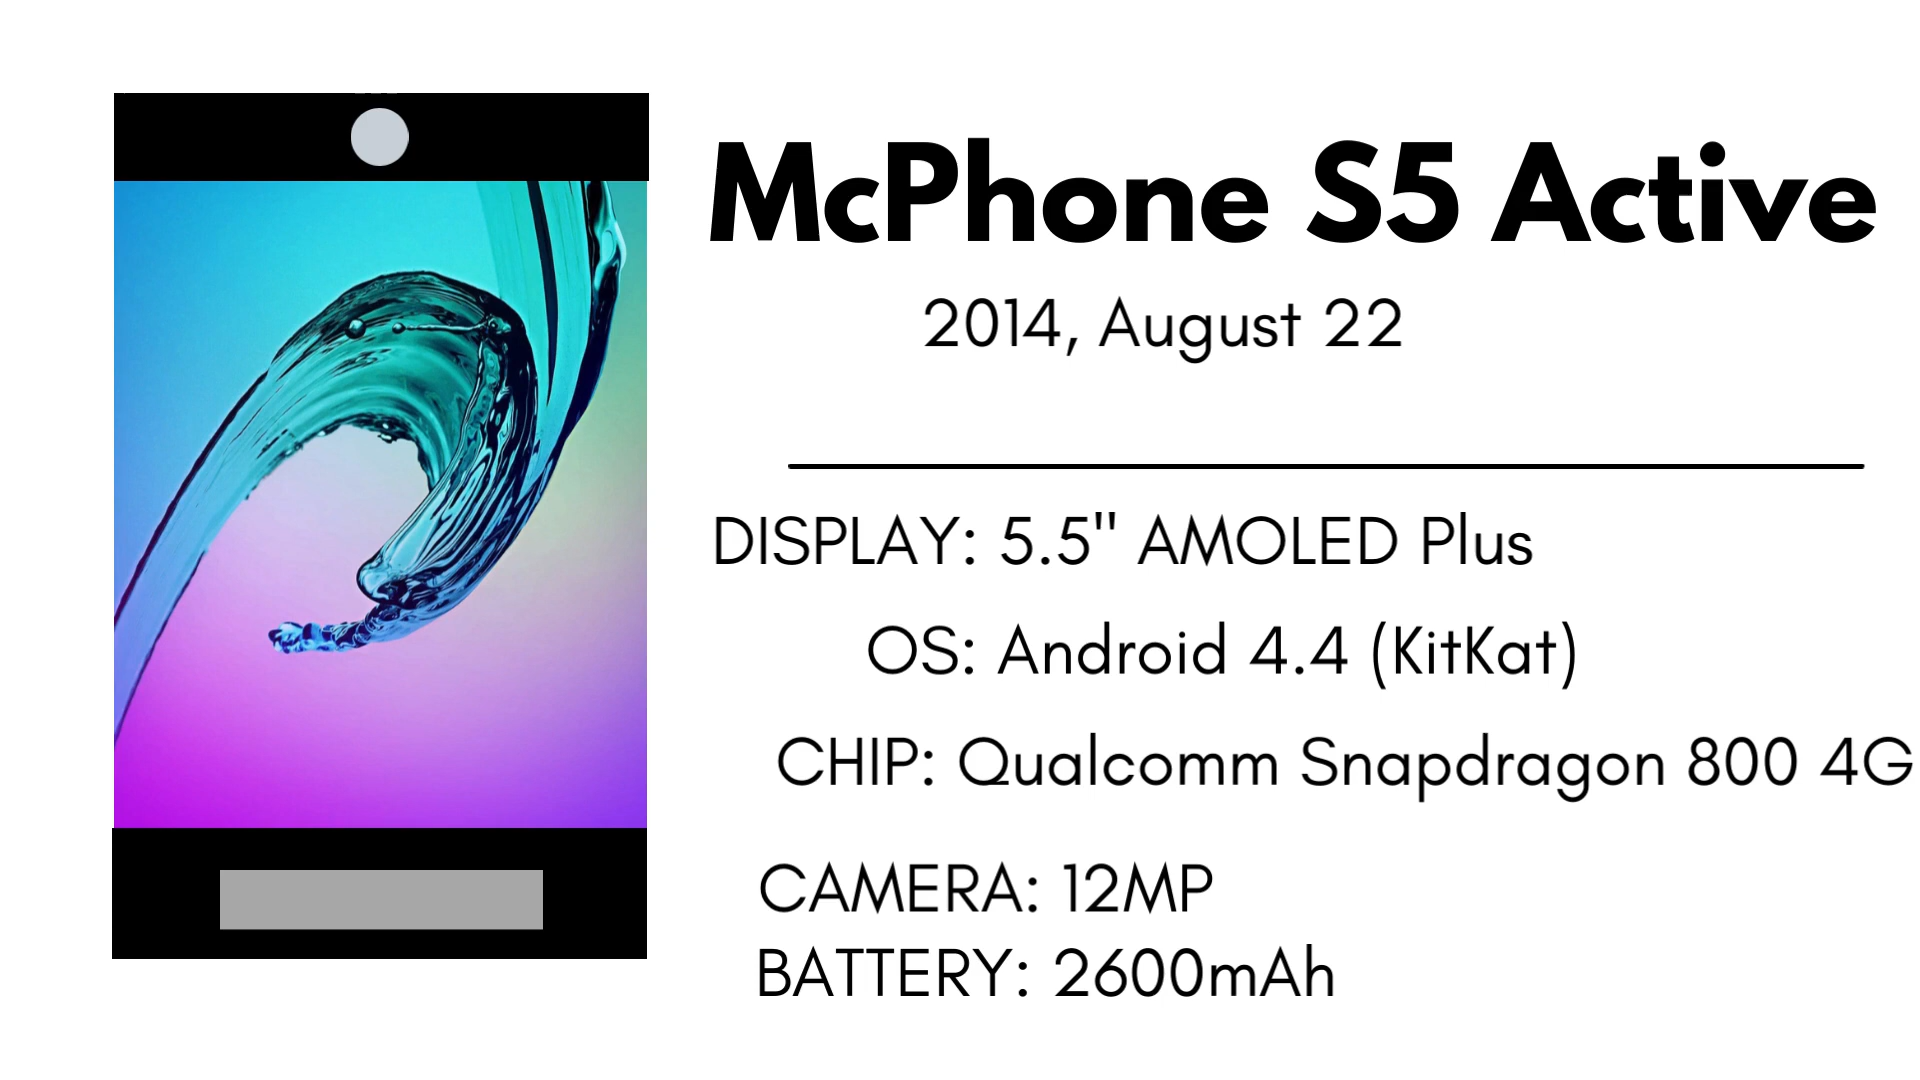 McPhone S5 Active
2014, August 22
DISPLAY: 5.5" AMOLED Plus
OS: Android 4.4 (KitKat)
CHIP: Qualcomm Snapdragon 800 4G
CAMERA: 12MP
BATTERY: 2600mAh